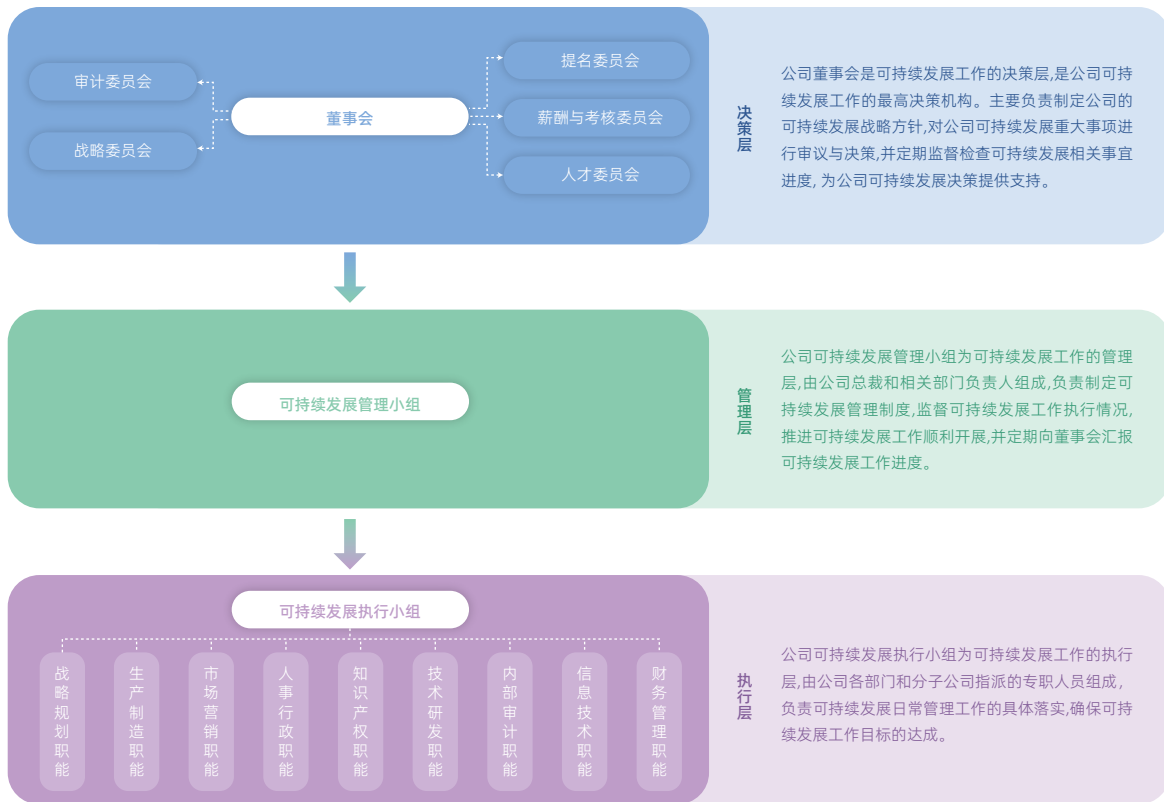 审计委员会
战略委员会
董事会
提名委员会
薪酬与考核委员会
人才委员会
决策层
公司董事会是可持续发展工作的决策层,是公司可持
续发展工作的最高决策机构。主要负责制定公司的
可持续发展战略方针,对公司可持续发展重大事项进
行审议与决策,并定期监督检查可持续发展相关事宜
进度, 为公司可持续发展决策提供支持。
可持续发展管理小组
管理层
公司可持续发展管理小组为可持续发展工作的管理
层,由公司总裁和相关部门负责人组成,负责制定可
持续发展管理制度,监督可持续发展工作执行情况,
推进可持续发展工作顺利开展,并定期向董事会汇报
可持续发展工作进度。
可持续发展执行小组
战略规划职能
生产制造职能
市场营销职能
人事行政职能
知识产权职能
技术研发职能
内部审计职能
信息技术职能
财务管理职能
执行层
公司可持续发展执行小组为可持续发展工作的执行
层,由公司各部门和分子公司指派的专职人员组成,
负责可持续发展日常管理工作的具体落实,确保可持
续发展工作目标的达成。